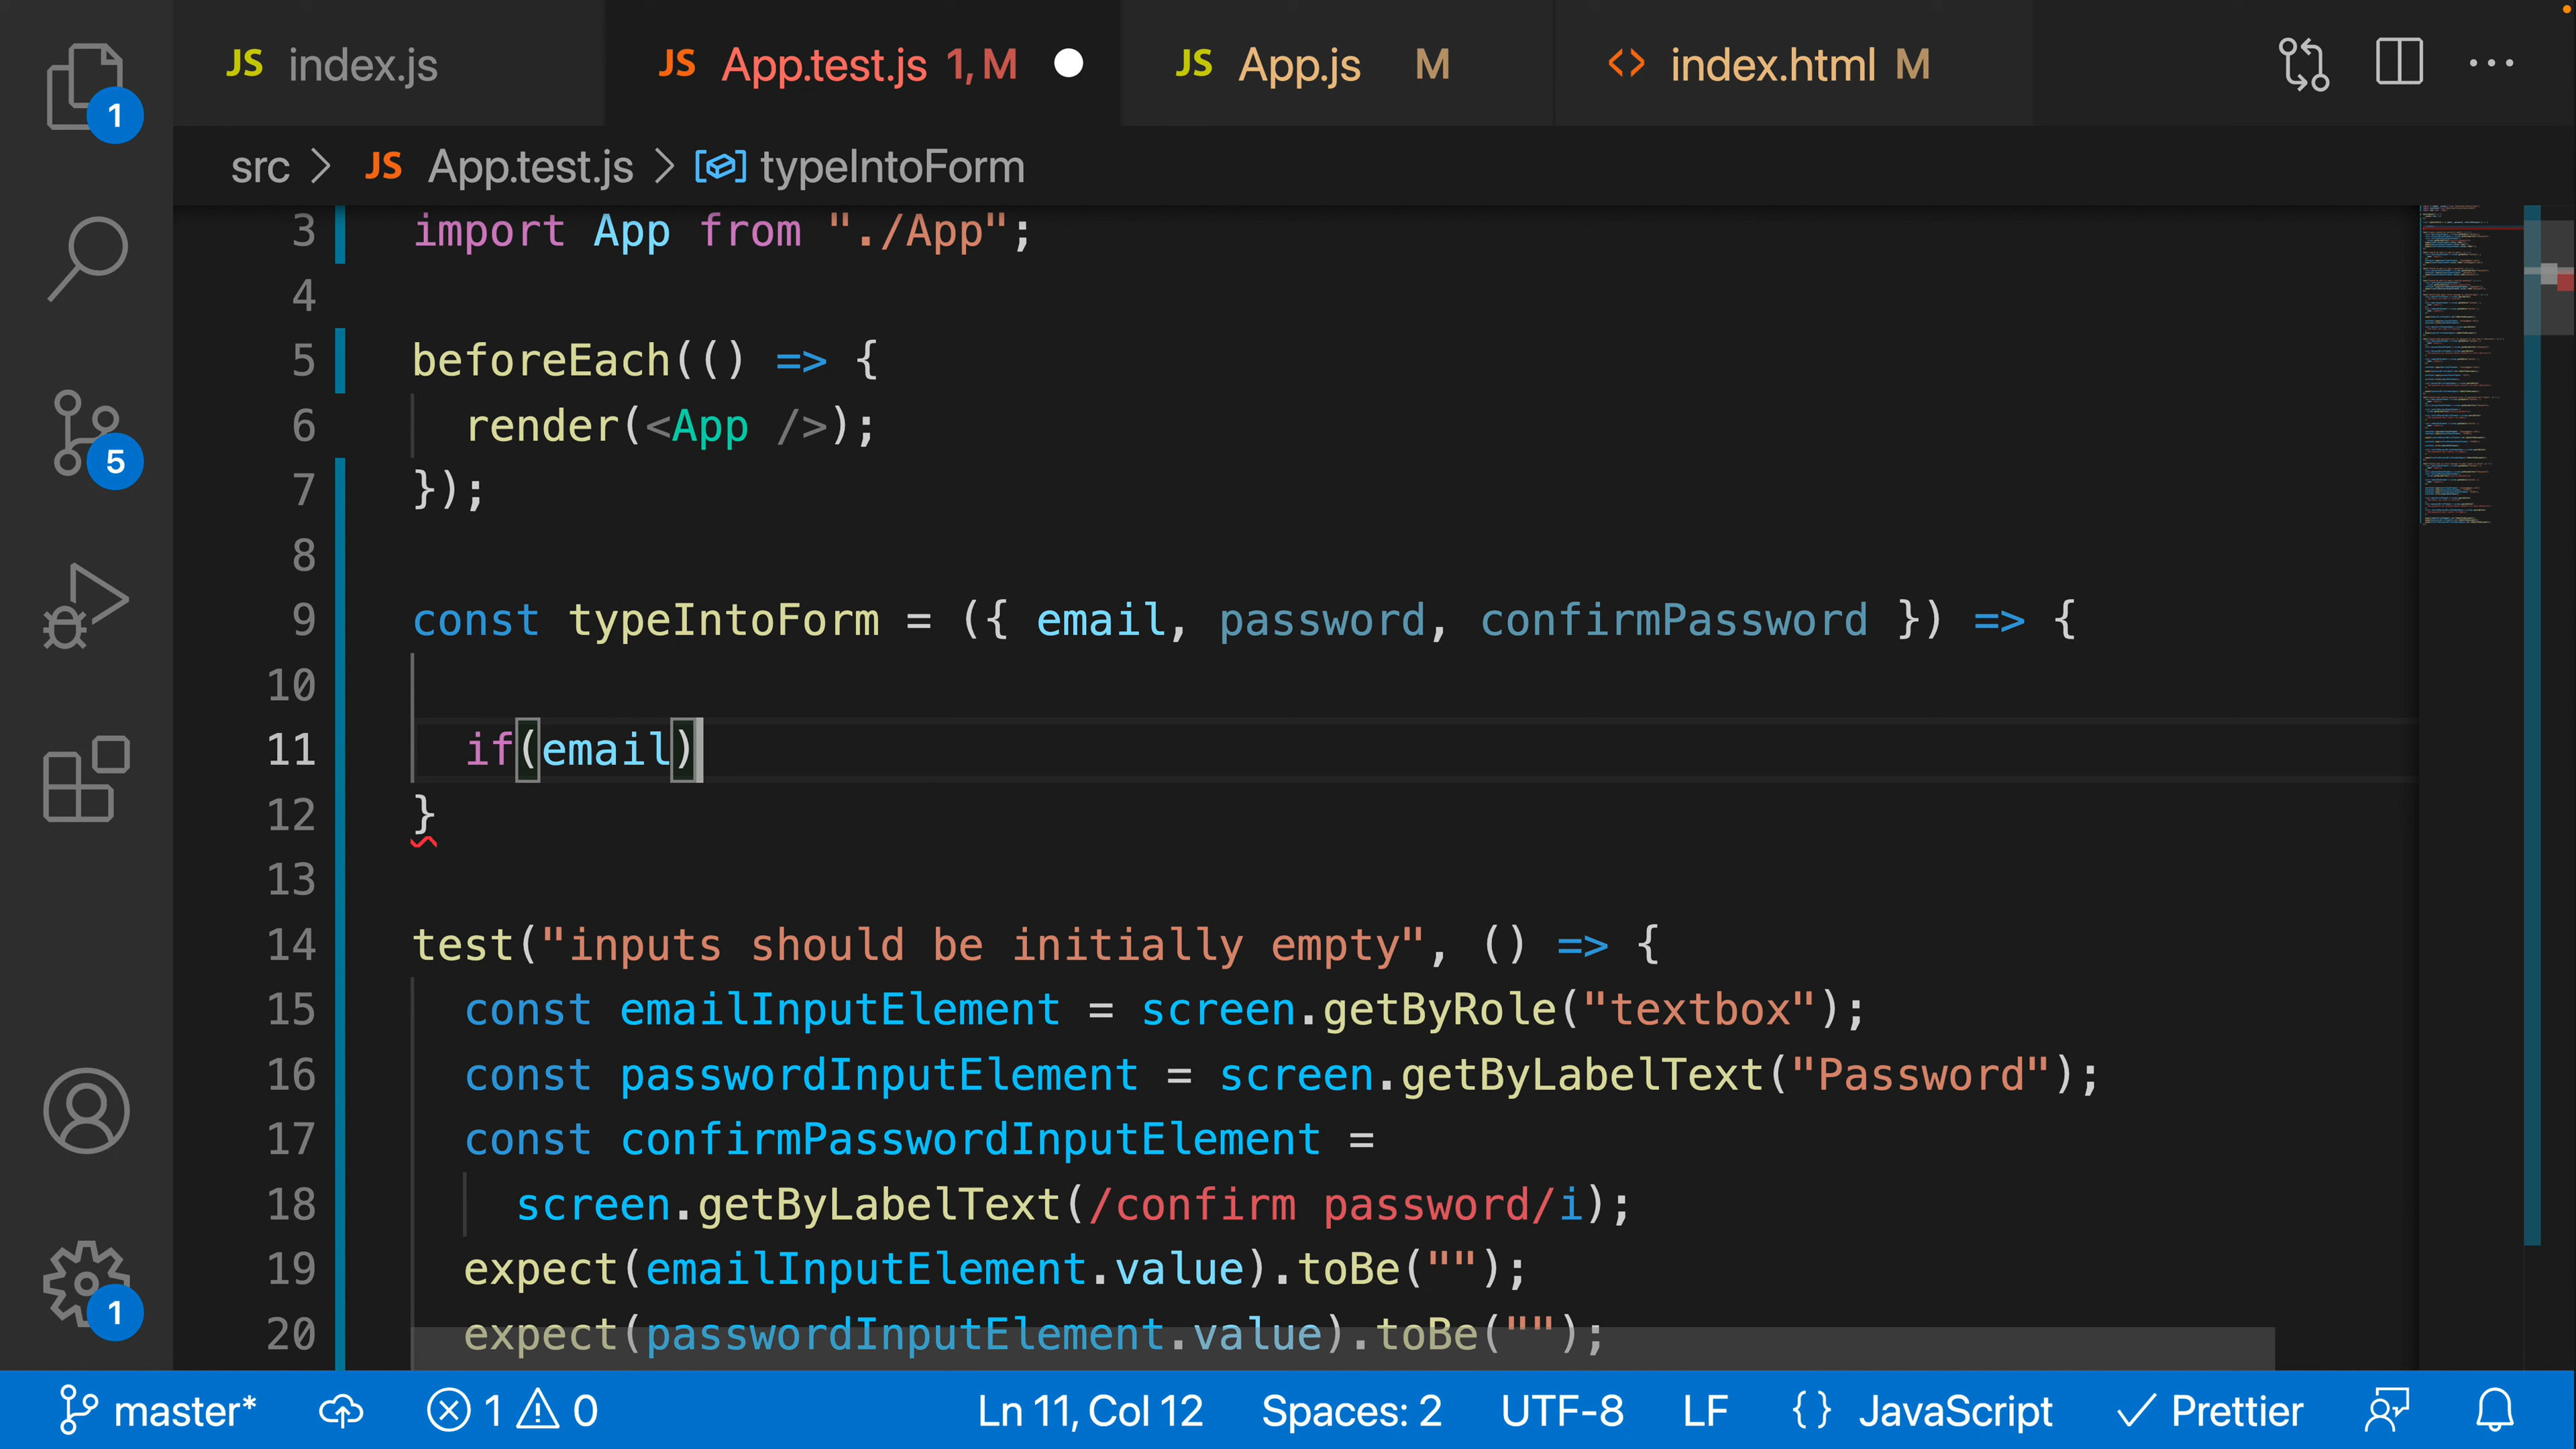 JS index.js JS App.test.js 1, M JS App.js M <> index.html M
src > JS App.test.js > typeIntoForm
1
5
1
3 import App from "./App";
4
5 beforeEach(() => {
6 render(<App />);
7 });
8
9 const typeIntoForm = ({ email, password, confirmPassword }) => {
10
11 if(email)
12 }
13
14 test("inputs should be initially empty", () => {
15 const emailInputElement = screen.getByRole("textbox");
16 const passwordInputElement = screen.getByLabelText("Password");
17 const confirmPasswordInputElement =
18 screen.getByLabelText(/confirm password/i);
19 expect(emailInputElement.value).toBe("");
20 expect(passwordInputElement.value).toBe("");
master* 1 0 Ln 11, Col 12 Spaces: 2 UTF-8 LF {} JavaScript Prettier